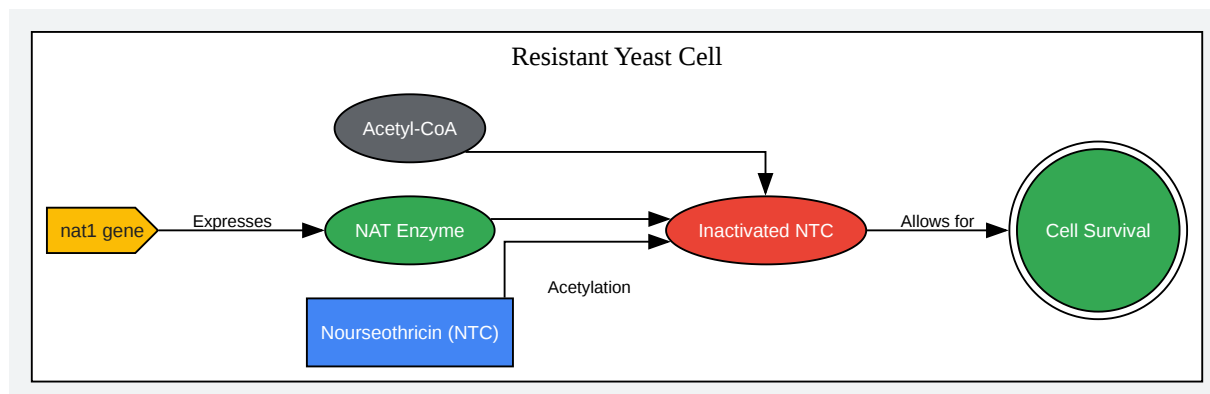 Resistant Yeast Cell
Acetyl-CoA
nat1 gene
Expresses
NAT Enzyme
Inactivated NTC
Allows for
Cell Survival
Acetylation
Nourseothricin (NTC)